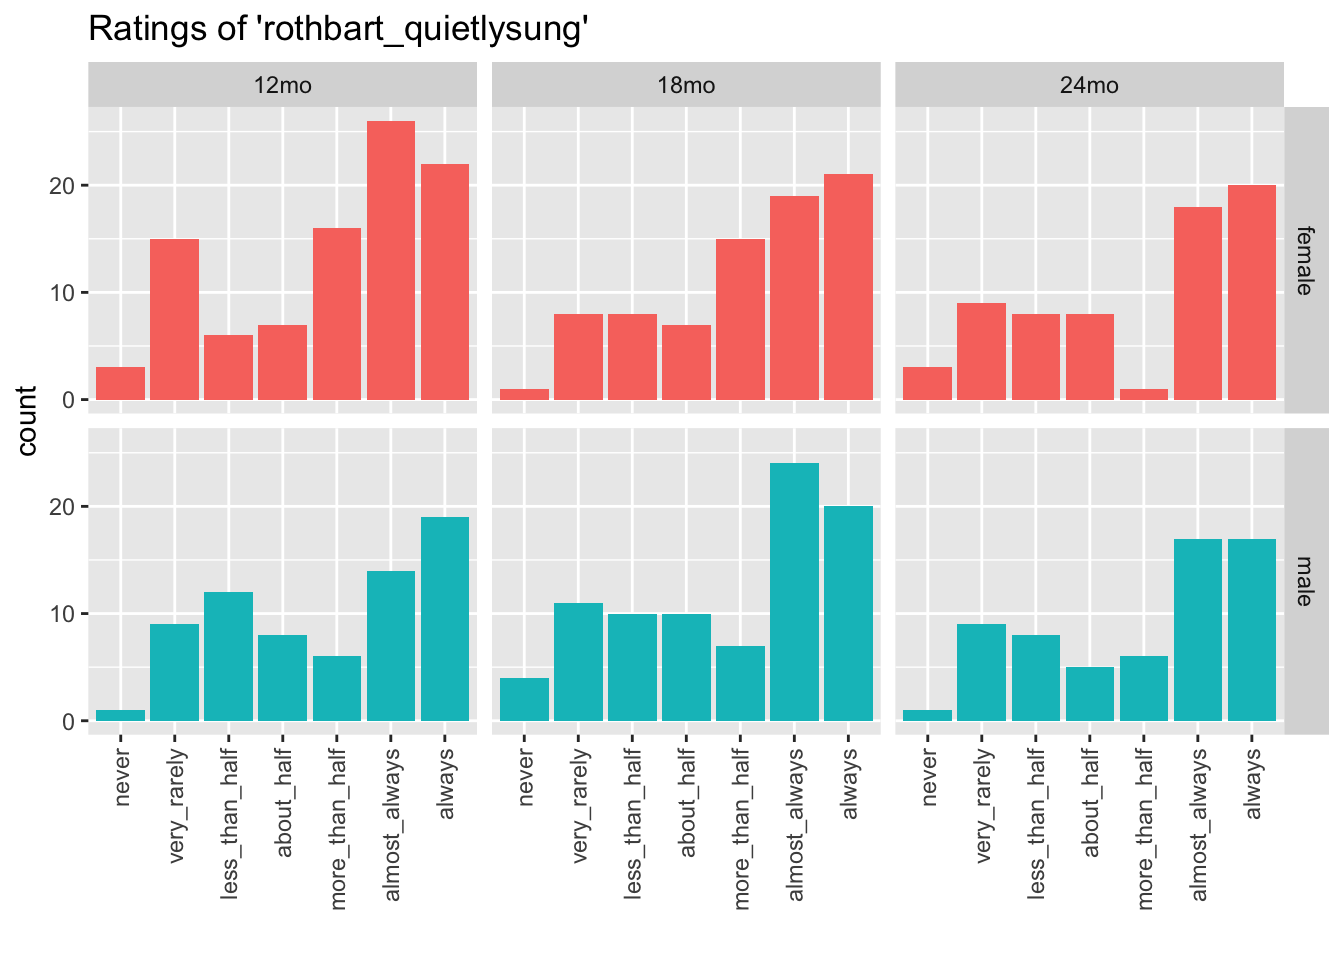 Ratings of 'rothbart_quietlysung'
12mo 18mo 24mo
20
10
0
female
count
20
10
0
male
never very_rarely less_than_half about_half more_than_half almost_always always
never very_rarely less_than_half about_half more_than_half almost_always always
never very_rarely less_than_half about_half more_than_half almost_always always